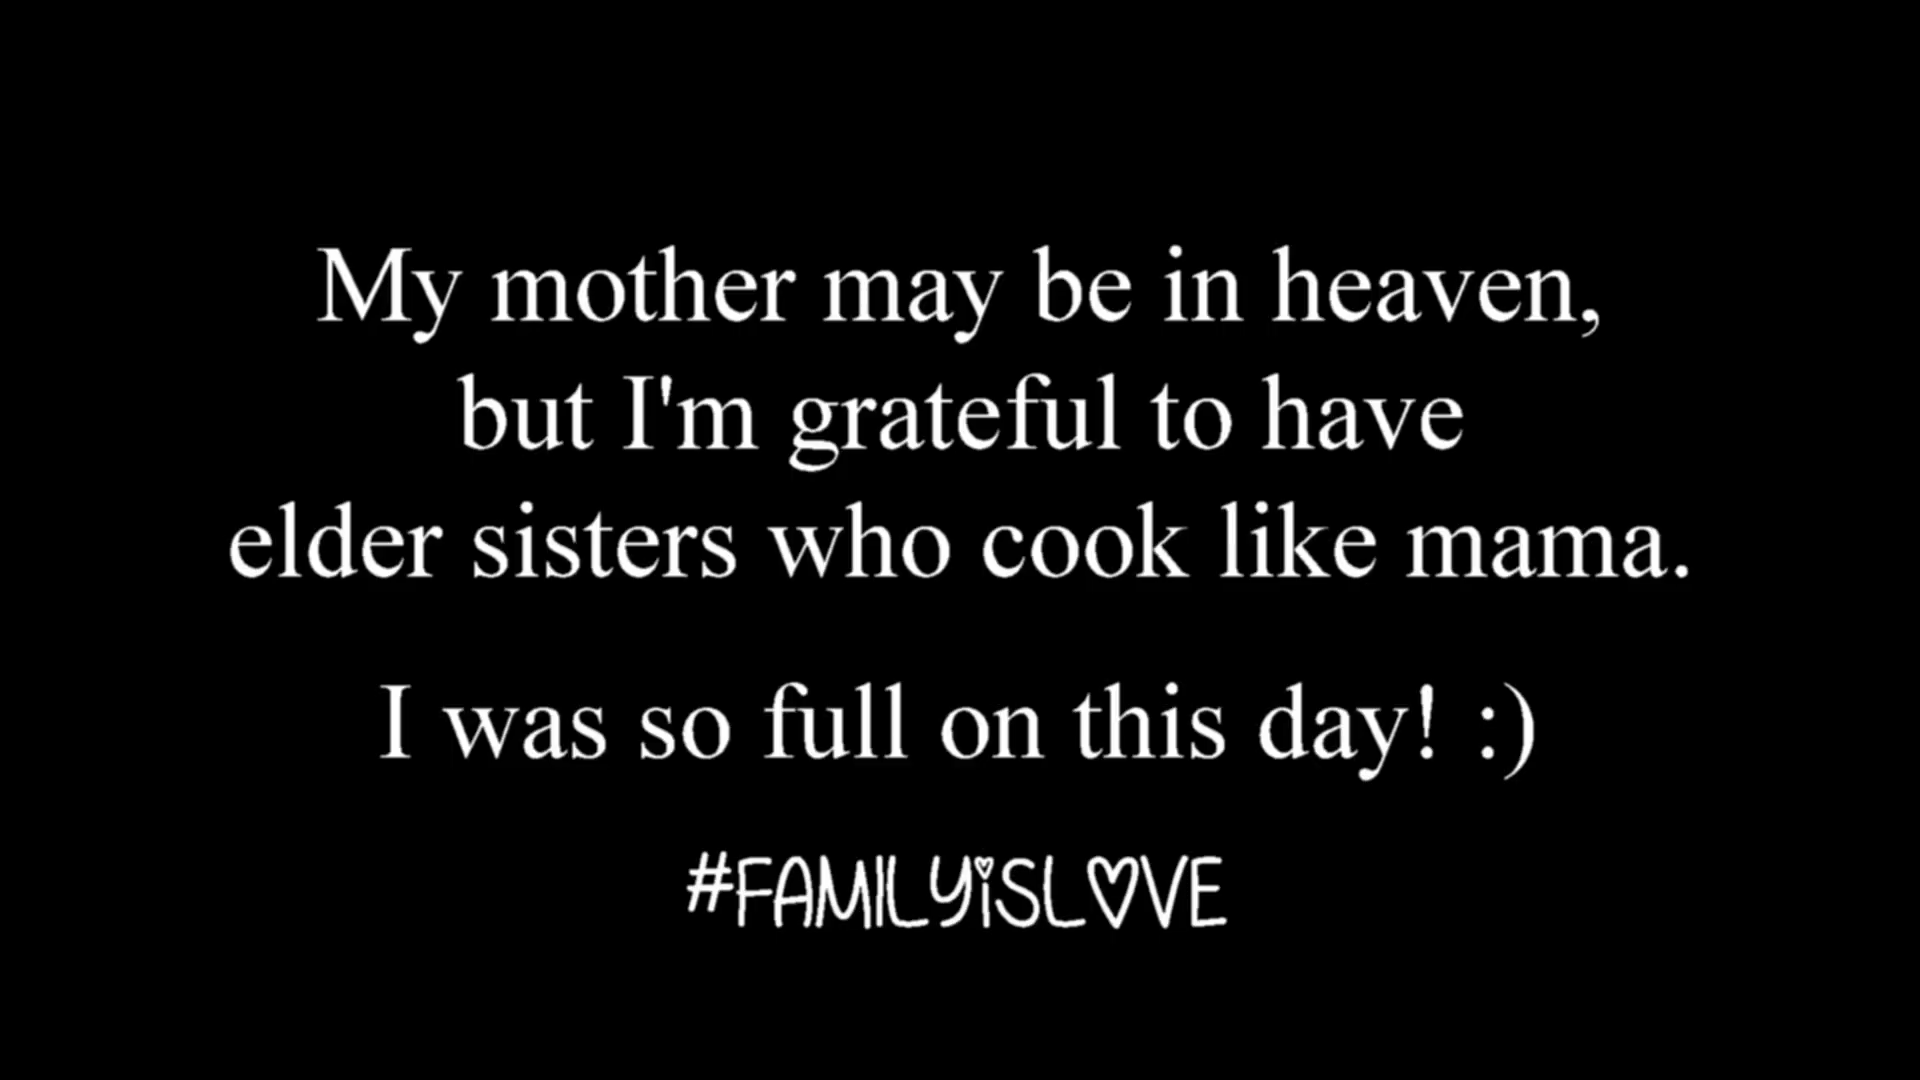 My mother may be in heaven,
but I'm grateful to have
elder sisters who cook like mama.
I was so full on this day! :)
#FAMILYiSLOVE